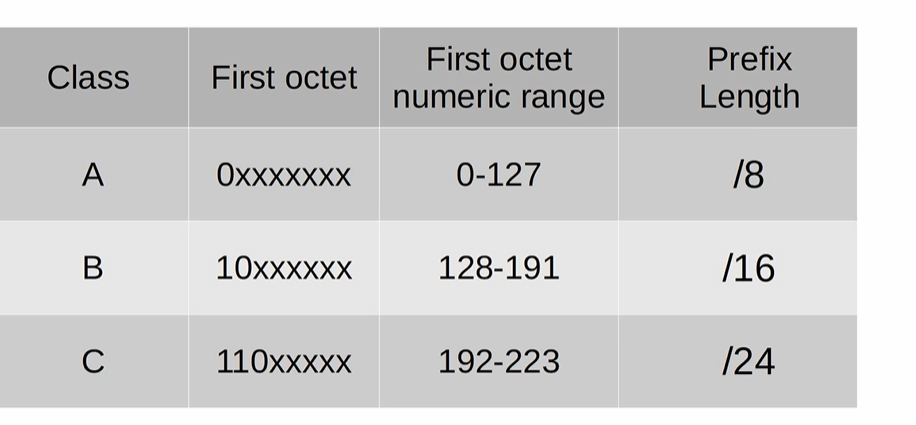 Class First octet First octet numeric range Prefix Length
A 0xxxxxxx 0-127 /8
B 10xxxxxx 128-191 /16
C 110xxxxx 192-223 /24